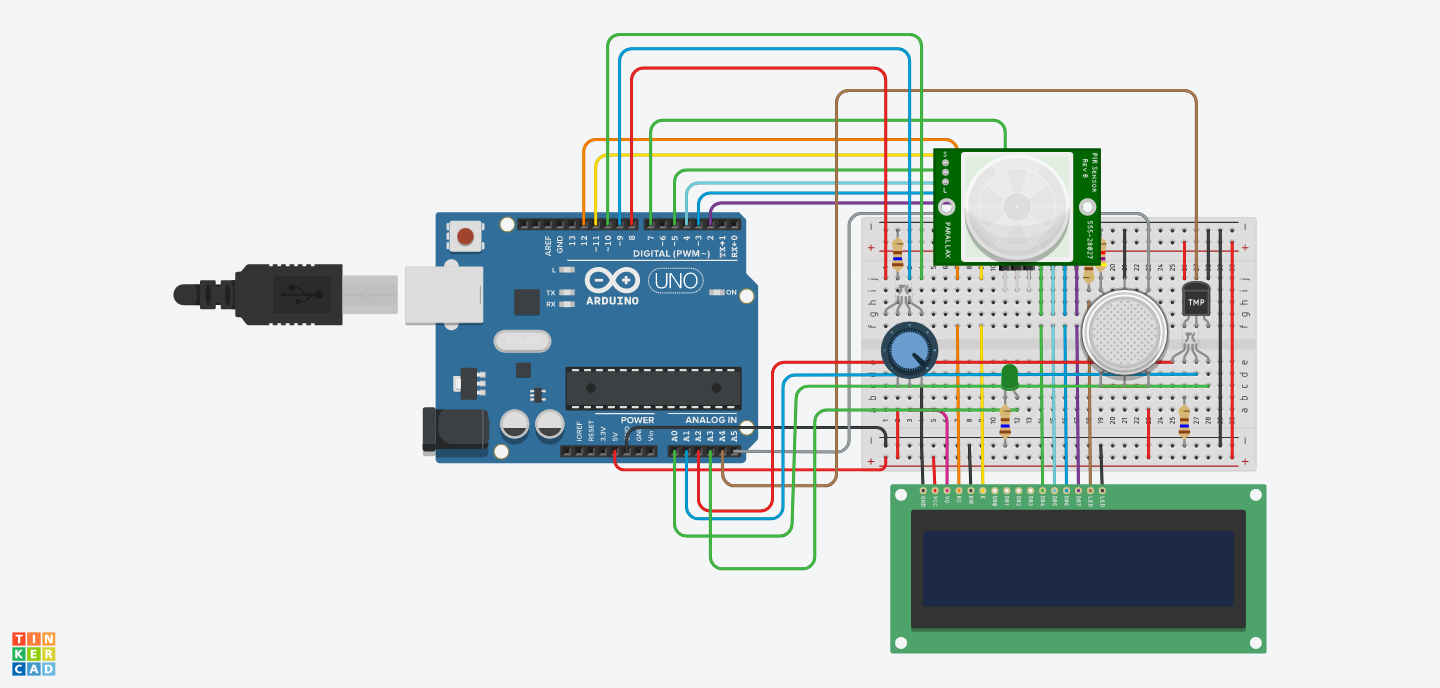 AREF
GND
13
12
~11
~10
~9
8
7
~6
~5
4
~3
2
TX→1
RX←0
DIGITAL (PWM~)
L
TX
RX
ARDUINO
UNO
ON
POWER
ANALOG IN
IOREF
RESET
3.3V
5V
GND
Vin
A0
A1
A2
A3
A4
A5
S
L
PARALLAX
PIR SENSOR
REV B
555-28027
TMP
GND
VCC
VO
RS
RW
E
DB0
DB1
DB2
DB3
DB4
DB5
DB6
DB7
LED
LED
TIN
KER
CAD